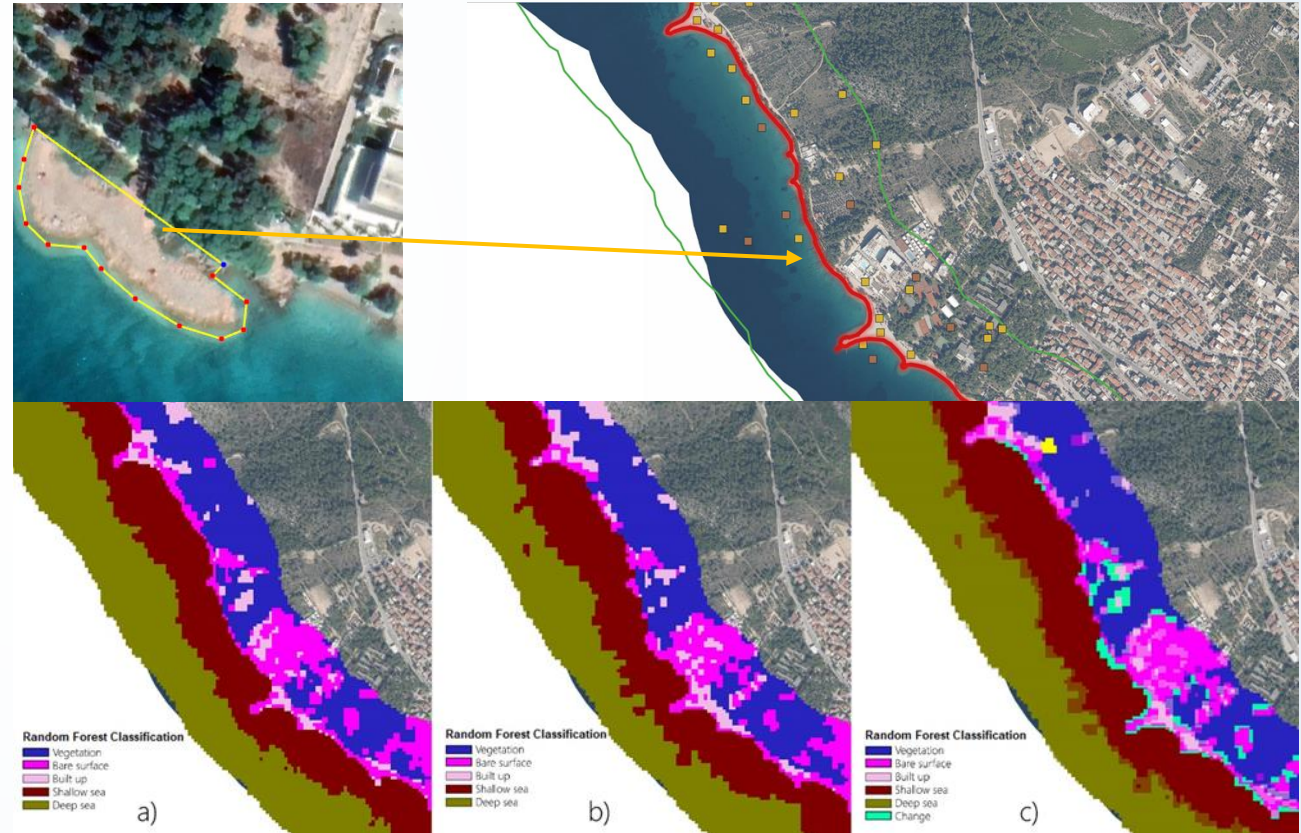 Random Forest Classification
Vegetation
Bare surface
Built up
Shallow sea
Deep sea
a)
Random Forest Classification
Vegetation
Bare surface
Built up
Shallow sea
Deep sea
b)
Random Forest Classification
Vegetation
Bare surface
Built up
Shallow sea
Deep sea
Change
c)